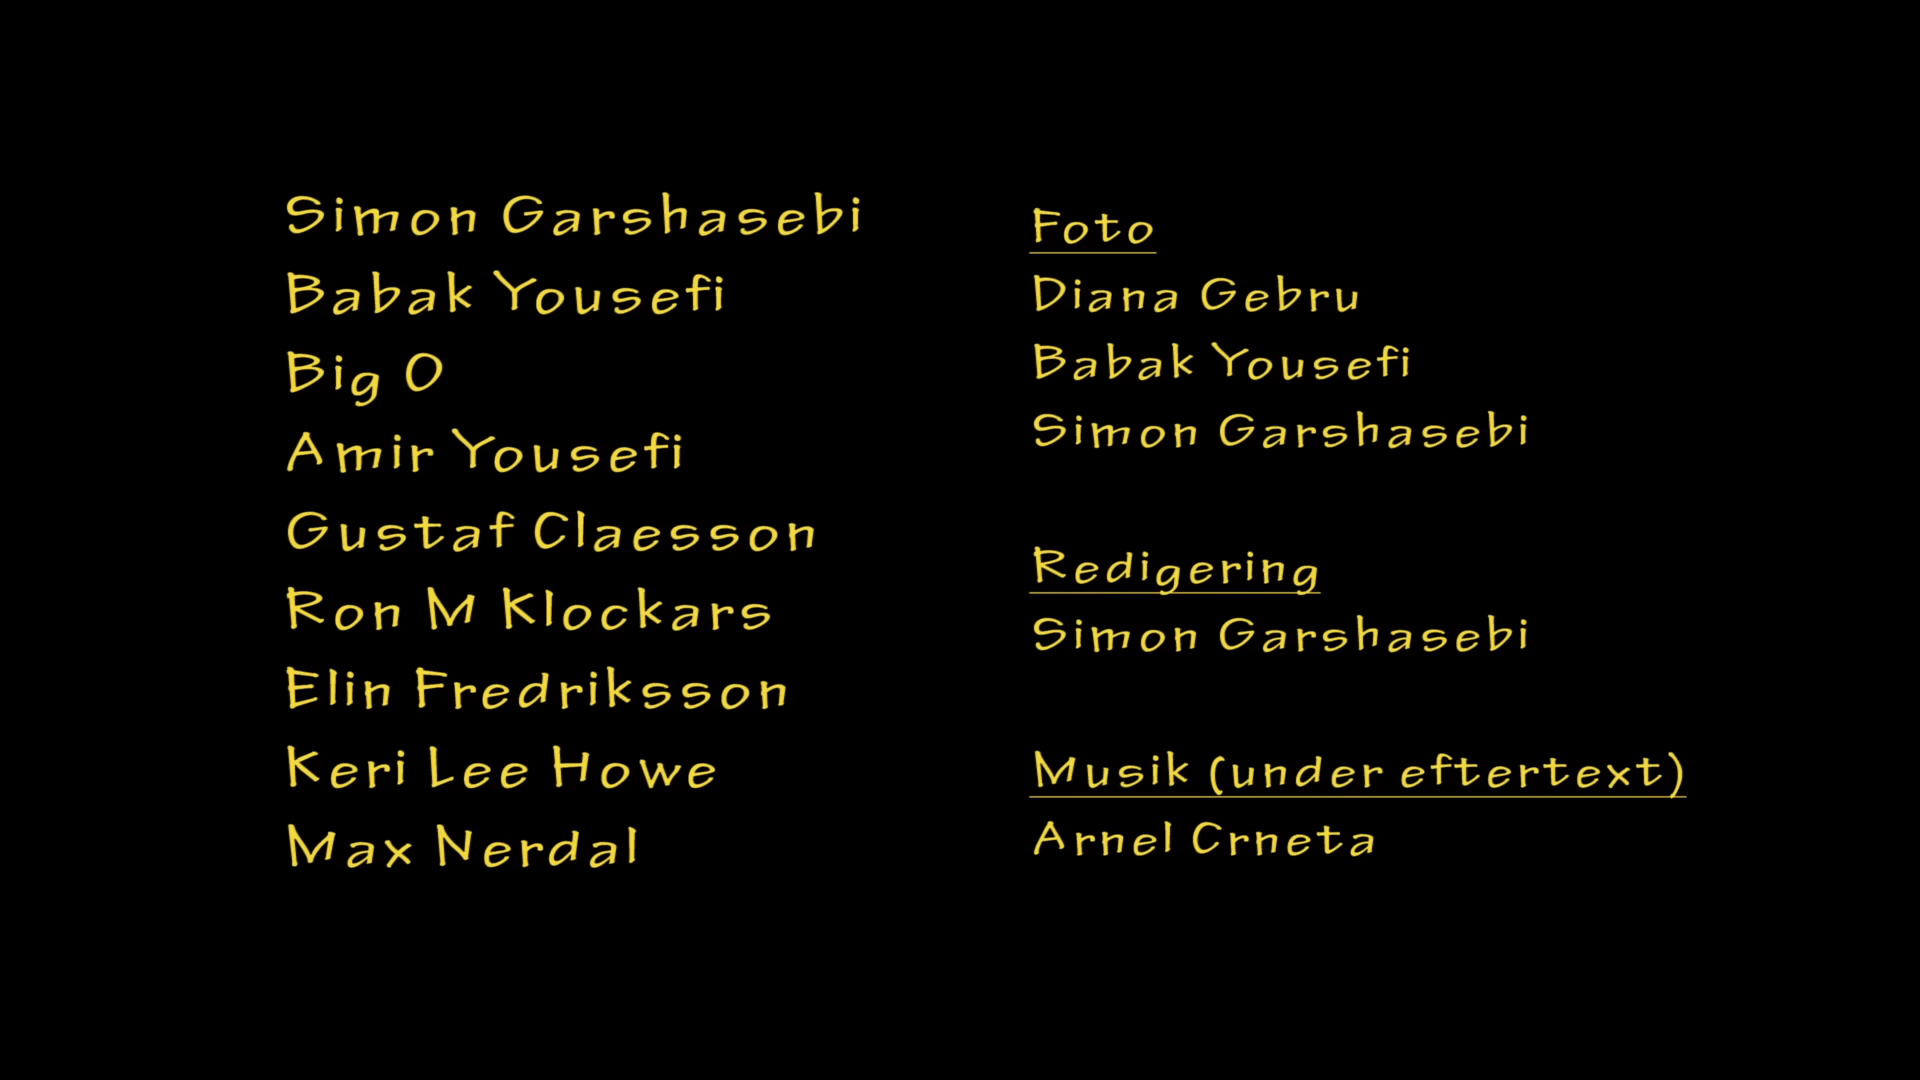 Simon Garshasebi
Babak Yousefi
Big O
Amir Yousefi
Gustaf Claesson
Ron M Klockars
Elin Fredriksson
Keri Lee Howe
Max Nerdal
Foto
Diana Gebru
Babak Yousefi
Simon Garshasebi
Redigering
Simon Garshasebi
Musik (under eftertext)
Arnel Crneta